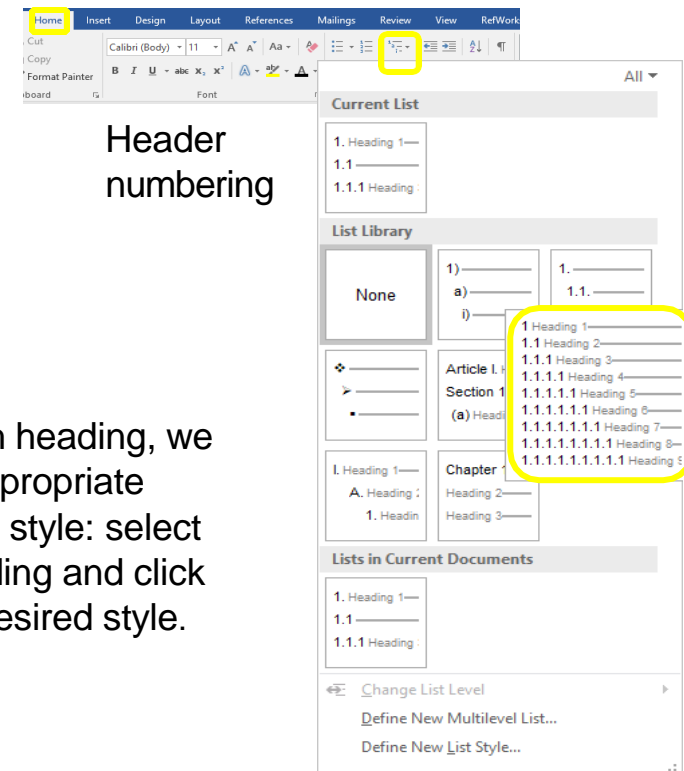 Home Insert Design Layout References Mailings Review View RefWork
Cut
Copy
Format Painter
board
Calibri (Body) 11 A A Aa
B I U abc X₂ X² A aby A
Font
¶
Header
numbering
All
Current List
1. Heading 1
1.1
1.1.1 Heading
List Library
None
1)
a)
i)
1.
1.1.
1 Heading 1
1.1 Heading 2
1.1.1 Heading 3
1.1.1.1 Heading 4
1.1.1.1.1 Heading 5
1.1.1.1.1.1 Heading 6
1.1.1.1.1.1.1 Heading 7
1.1.1.1.1.1.1.1 Heading 8
1.1.1.1.1.1.1.1.1 Heading 9
Article I. H
Section 1
(a) Headi
I. Heading 1
A. Heading 2
1. Headin
Chapter
Heading 2
Heading 3
heading, we
propriate
style: select
ling and click
esired style.
Lists in Current Documents
1. Heading 1
1.1
1.1.1 Heading
Change List Level
Define New Multilevel List...
Define New List Style...